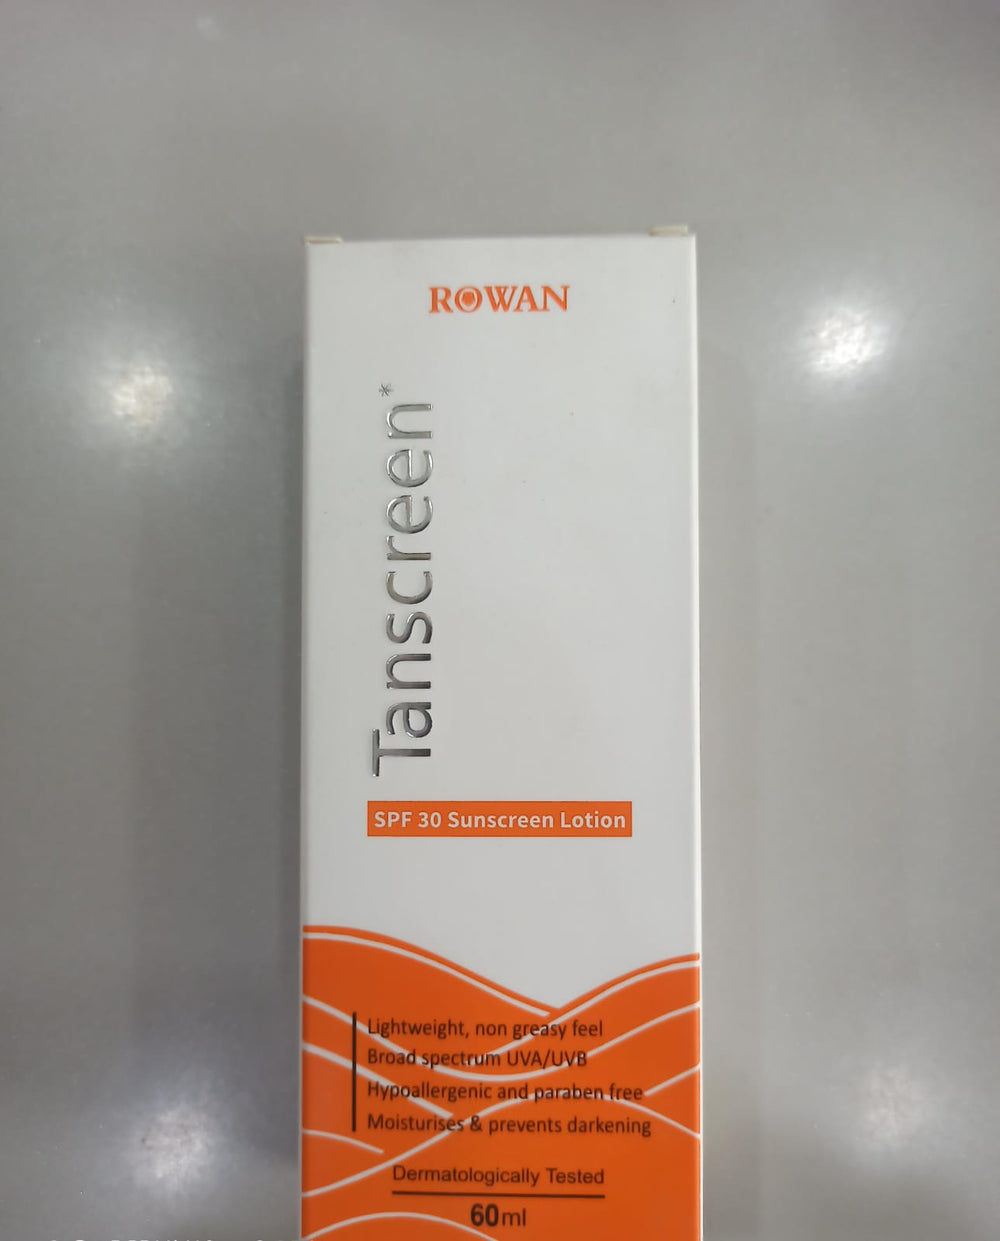 ROWAN
Tanscreen*
SPF 30 Sunscreen Lotion
Lightweight, non greasy feel
Broad spectrum UVA/UVB
Hypoallergenic and paraben free
Moisturises & prevents darkening
Dermatologically Tested
60ml